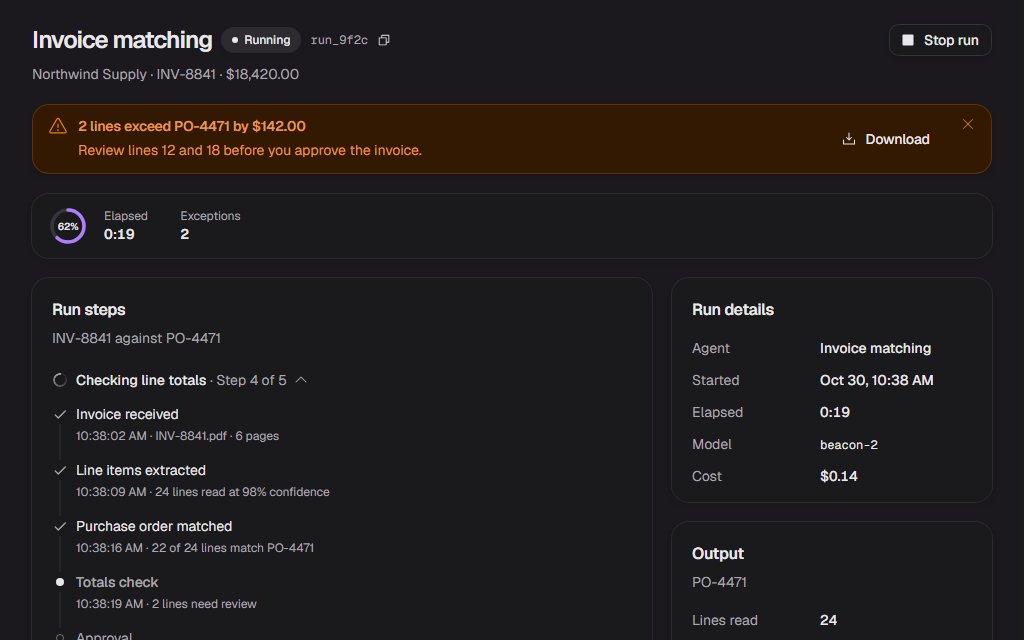 Invoice matching
Running
run_9f2c
Stop run
Northwind Supply · INV-8841 · $18,420.00
2 lines exceed PO-4471 by $142.00
Review lines 12 and 18 before you approve the invoice.
Download
62%
Elapsed
0:19
Exceptions
2
Run steps
INV-8841 against PO-4471
Checking line totals · Step 4 of 5
Invoice received
10:38:02 AM · INV-8841.pdf · 6 pages
Line items extracted
10:38:09 AM · 24 lines read at 98% confidence
Purchase order matched
10:38:16 AM · 22 of 24 lines match PO-4471
Totals check
10:38:19 AM · 2 lines need review
Approval
Run details
Agent Invoice matching
Started Oct 30, 10:38 AM
Elapsed 0:19
Model beacon-2
Cost $0.14
Output
PO-4471
Lines read 24